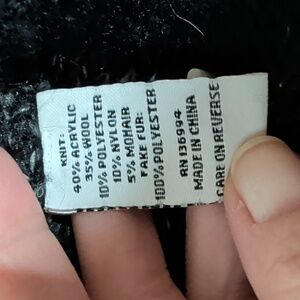 KNIT:
40% ACRYLIC
35% WOOL
10% POLYESTER
10% NYLON
5% MOHAIR
FAKE FUR:
100% POLYESTER
RN 136994
MADE IN CHINA
CARE ON REVERSE